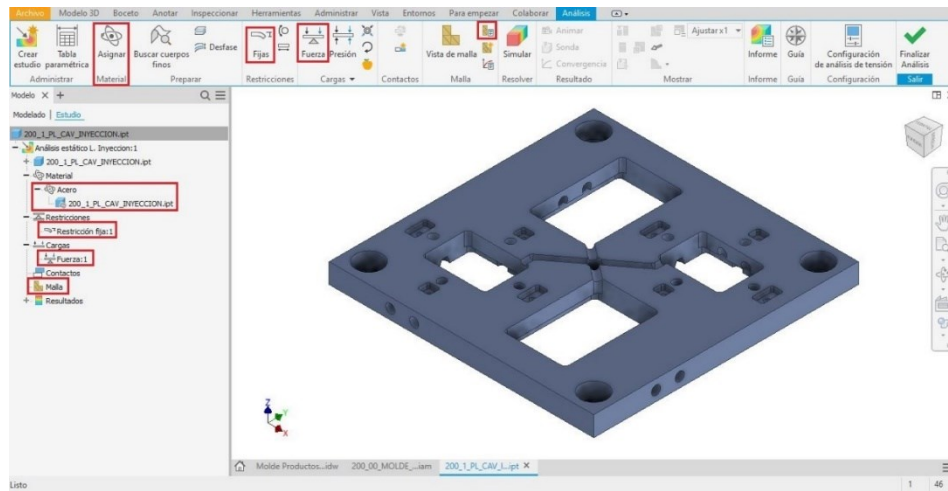 Archivo Modelo 3D Boceto Anotar Inspeccionar Herramientas Administrar Vista Entornos Para empezar Colaborar Análisis
Crear estudio Tabla paramétrica Asignar Buscar cuerpos finos Desfase Fijas Fuerza Presión Vista de malla Simular Animar Sonda Convergencia Ajustar x1 Informe Guía Configuración de análisis de tensión Finalizar Análisis
Administrar Material Preparar Restricciones Cargas Contactos Malla Resolver Resultado Mostrar Informe Guía Configuración Salir
Modelo X +
Modelado | Estudio
200_1_PL_CAV_INYECCION.ipt
Análisis estático L. Inyeccion:1
200_1_PL_CAV_INYECCION.ipt
Material
Acero
200_1_PL_CAV_INYECCION.ipt
Restricciones
Restricción fija:1
Cargas
Fuerza:1
Contactos
Malla
Resultados
Z
Y
X
Molde Productos...idw 200_00_MOLDE_...iam 200_1_PL_CAV_I...ipt X
Listo 1 46